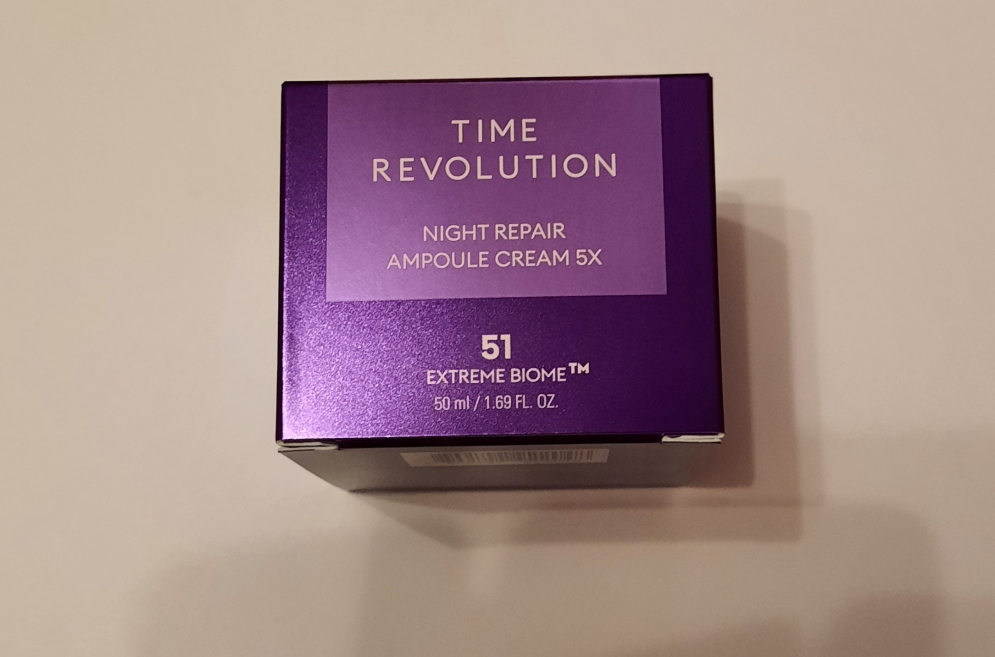 TIME
REVOLUTION
NIGHT REPAIR
AMPOULE CREAM 5X
51
EXTREME BIOME™
50 ml / 1.69 FL. OZ.